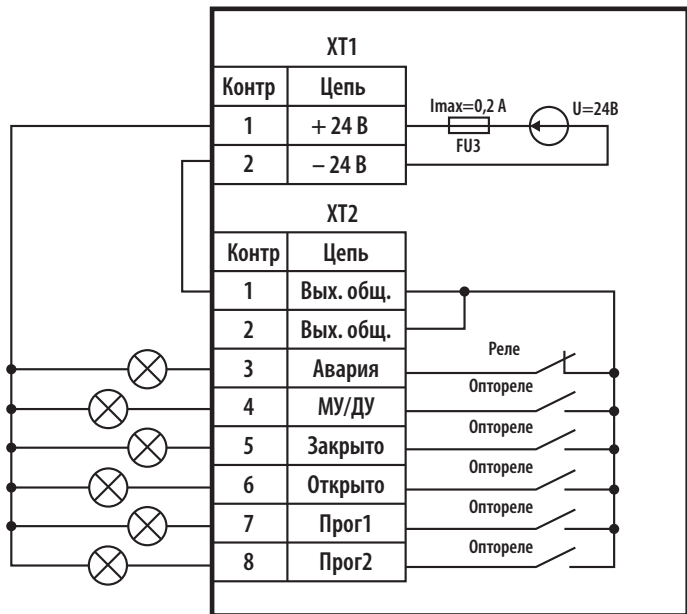 XT1
Контр Цепь
1 + 24 В
2 – 24 В
Imax=0,2 А
FU3
U=24В
XT2
Контр Цепь
1 Вых. общ.
2 Вых. общ.
3 Авария
4 МУ/ДУ
5 Закрыто
6 Открыто
7 Прог1
8 Прог2
Реле
Оптореле
Оптореле
Оптореле
Оптореле
Оптореле